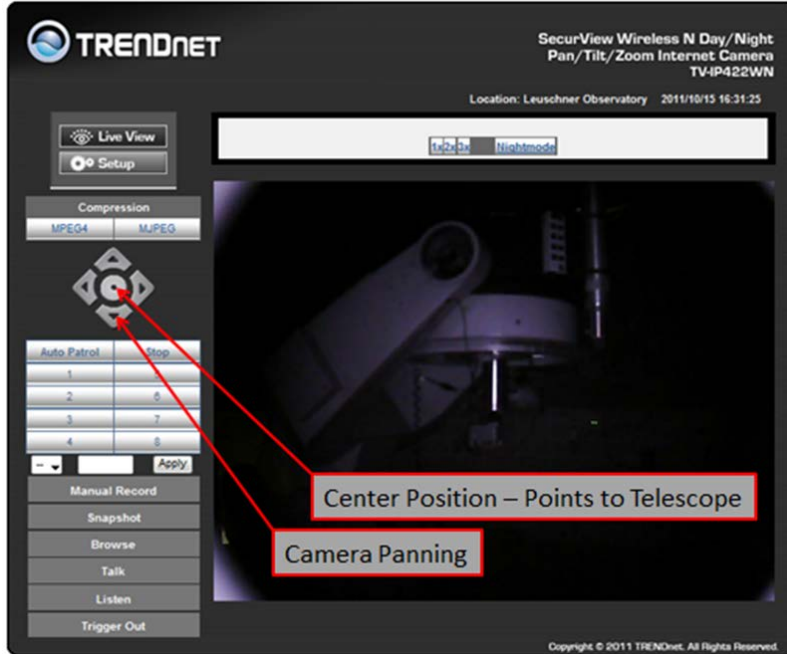 TRENDNET
SecurView Wireless N Day/Night
Pan/Tilt/Zoom Internet Camera
TV-IP422WN
Location: Leuschner Observatory 2011/10/15 16:31:25
Live View
Setup
1x 2x 3x Nightmode
Compression
MPEG4 MJPEG
Auto Patrol Stop
1
2 6
3 7
4 8
-- Apply
Manual Record
Snapshot
Browse
Talk
Listen
Trigger Out
Center Position – Points to Telescope
Camera Panning
Copyright © 2011 TRENDnet. All Rights Reserved.